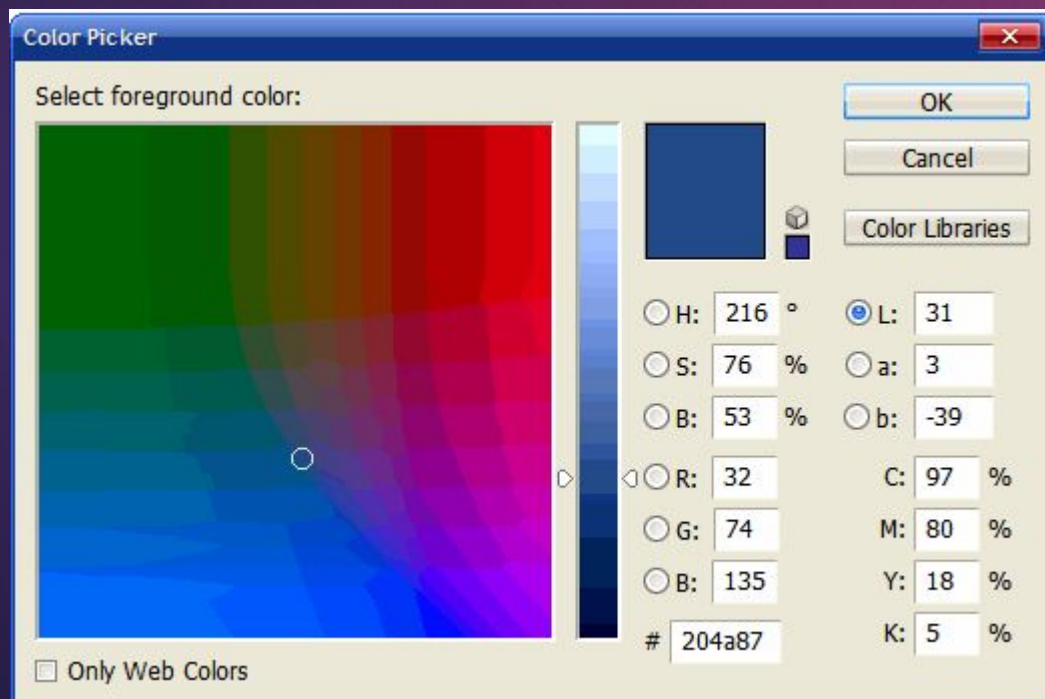 Color Picker
Select foreground color:
OK
Cancel
Color Libraries
H: 216 °
S: 76 %
B: 53 %
R: 32
G: 74
B: 135
# 204a87
L: 31
a: 3
b: -39
C: 97 %
M: 80 %
Y: 18 %
K: 5 %
Only Web Colors